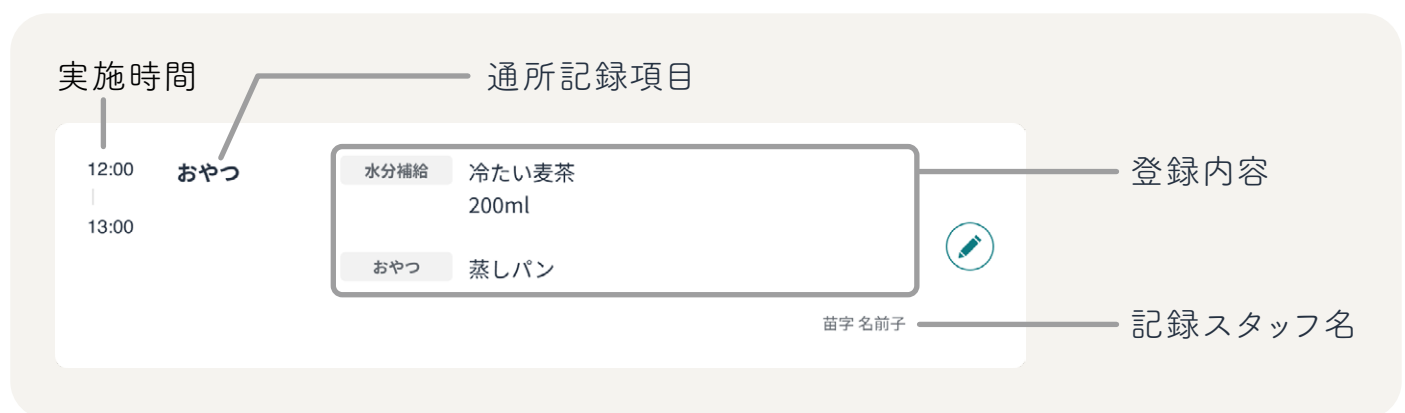 実施時間
通所記録項目
12:00
おやつ
水分補給
冷たい麦茶
200ml
登録内容
13:00
おやつ
蒸しパン
苗字 名前子
記録スタッフ名